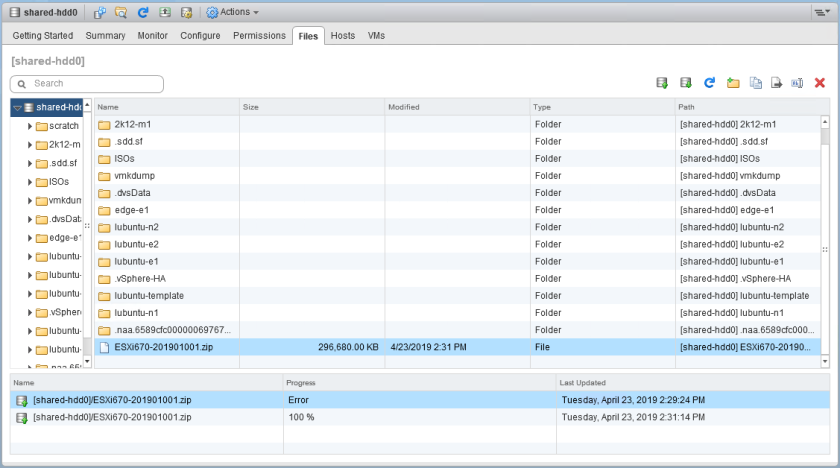 shared-hdd0 Actions
Getting Started Summary Monitor Configure Permissions Files Hosts VMs
[shared-hdd0]
Search
shared-hdd
scratch
2k12-m
.sdd.sf
ISOs
vmkdum
.dvsData
edge-e1
lubuntu-
lubuntu-
lubuntu-
.vSpher
lubuntu-
lubuntu-
Name Size Modified Type Path
2k12-m1 Folder [shared-hdd0] 2k12-m1
.sdd.sf Folder [shared-hdd0] .sdd.sf
ISOs Folder [shared-hdd0] ISOs
vmkdump Folder [shared-hdd0] vmkdump
.dvsData Folder [shared-hdd0] .dvsData
edge-e1 Folder [shared-hdd0] edge-e1
lubuntu-n2 Folder [shared-hdd0] lubuntu-n2
lubuntu-e2 Folder [shared-hdd0] lubuntu-e2
lubuntu-e1 Folder [shared-hdd0] lubuntu-e1
.vSphere-HA Folder [shared-hdd0] .vSphere-HA
lubuntu-template Folder [shared-hdd0] lubuntu-template
lubuntu-n1 Folder [shared-hdd0] lubuntu-n1
.naa.6589cfc00000069767... Folder [shared-hdd0] .naa.6589cfc000...
ESXi670-201901001.zip 296,680.00 KB 4/23/2019 2:31 PM File [shared-hdd0] ESXi670-20190...
Name Progress Last Updated
[shared-hdd0]/ESXi670-201901001.zip Error Tuesday, April 23, 2019 2:29:24 PM
[shared-hdd0]/ESXi670-201901001.zip 100 % Tuesday, April 23, 2019 2:31:14 PM